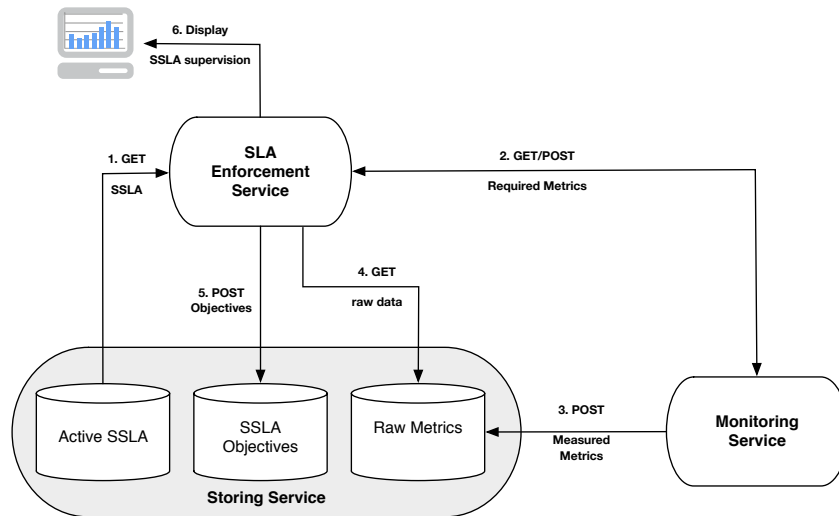 6. Display
SSLA supervision
SLA
Enforcement
Service
1. GET
SSLA
2. GET/POST
Required Metrics
4. GET
raw data
5. POST
Objectives
Active SSLA
SSLA
Objectives
Raw Metrics
3. POST
Measured
Metrics
Monitoring
Service
Storing Service